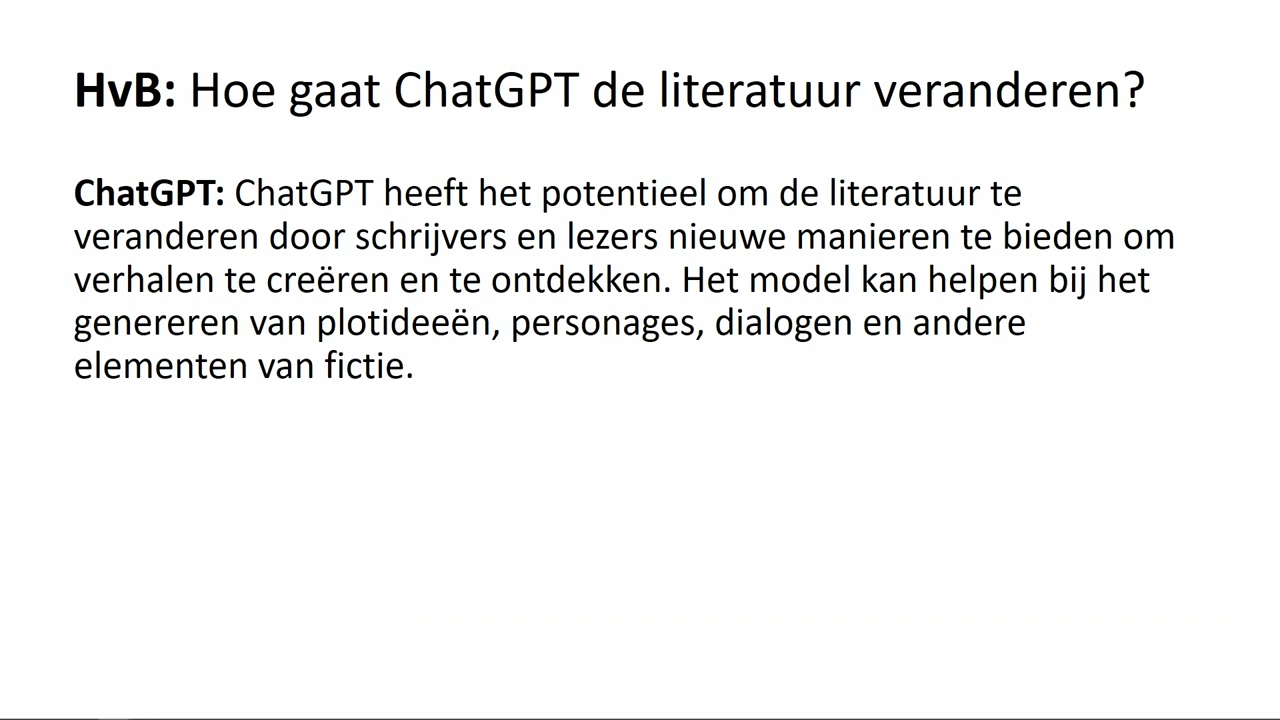 HvB: Hoe gaat ChatGPT de literatuur veranderen?
ChatGPT: ChatGPT heeft het potentieel om de literatuur te
veranderen door schrijvers en lezers nieuwe manieren te bieden om
verhalen te creëren en te ontdekken. Het model kan helpen bij het
genereren van plotideeën, personages, dialogen en andere
elementen van fictie.